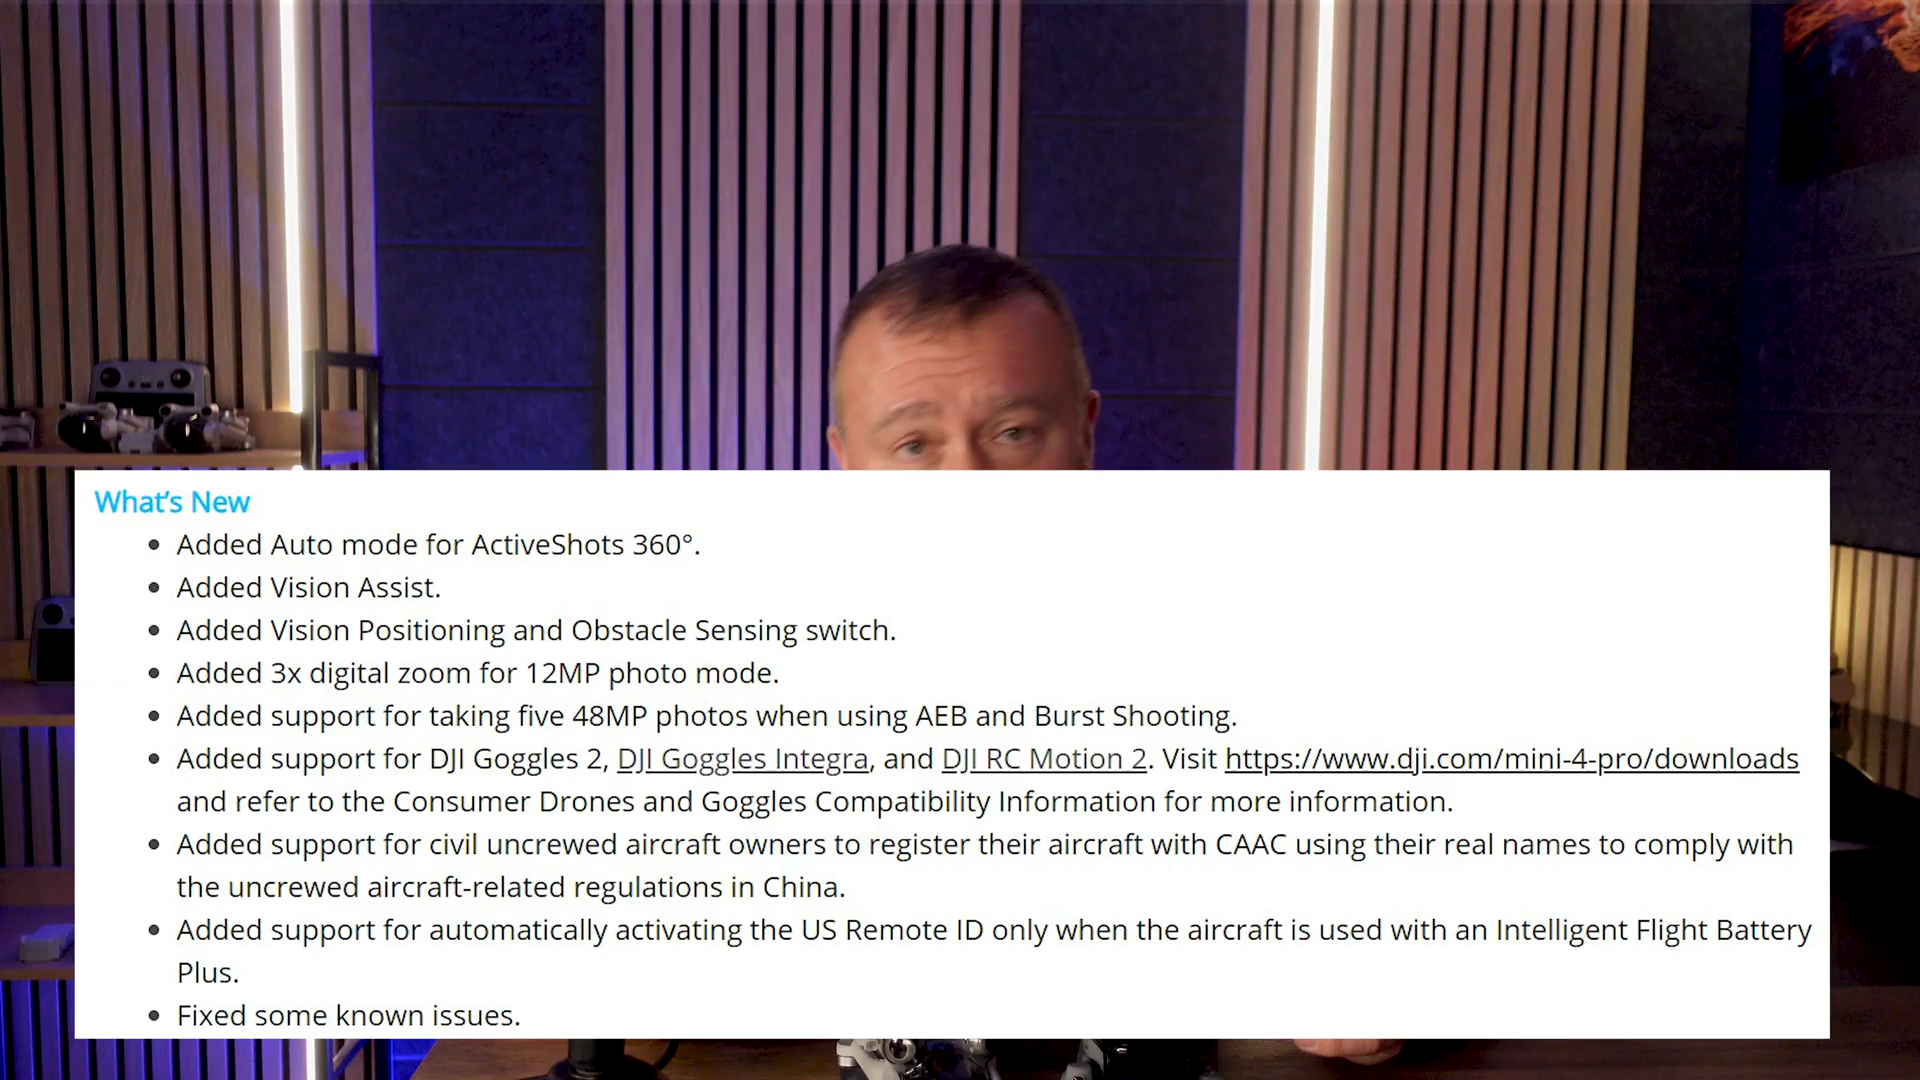 What's New
Added Auto mode for ActiveShots 360°.
Added Vision Assist.
Added Vision Positioning and Obstacle Sensing switch.
Added 3x digital zoom for 12MP photo mode.
Added support for taking five 48MP photos when using AEB and Burst Shooting.
Added support for DJI Goggles 2, DJI Goggles Integra, and DJI RC Motion 2. Visit https://www.dji.com/mini-4-pro/downloads
and refer to the Consumer Drones and Goggles Compatibility Information for more information.
Added support for civil uncrewed aircraft owners to register their aircraft with CAAC using their real names to comply with
the uncrewed aircraft-related regulations in China.
Added support for automatically activating the US Remote ID only when the aircraft is used with an Intelligent Flight Battery
Plus.
Fixed some known issues.